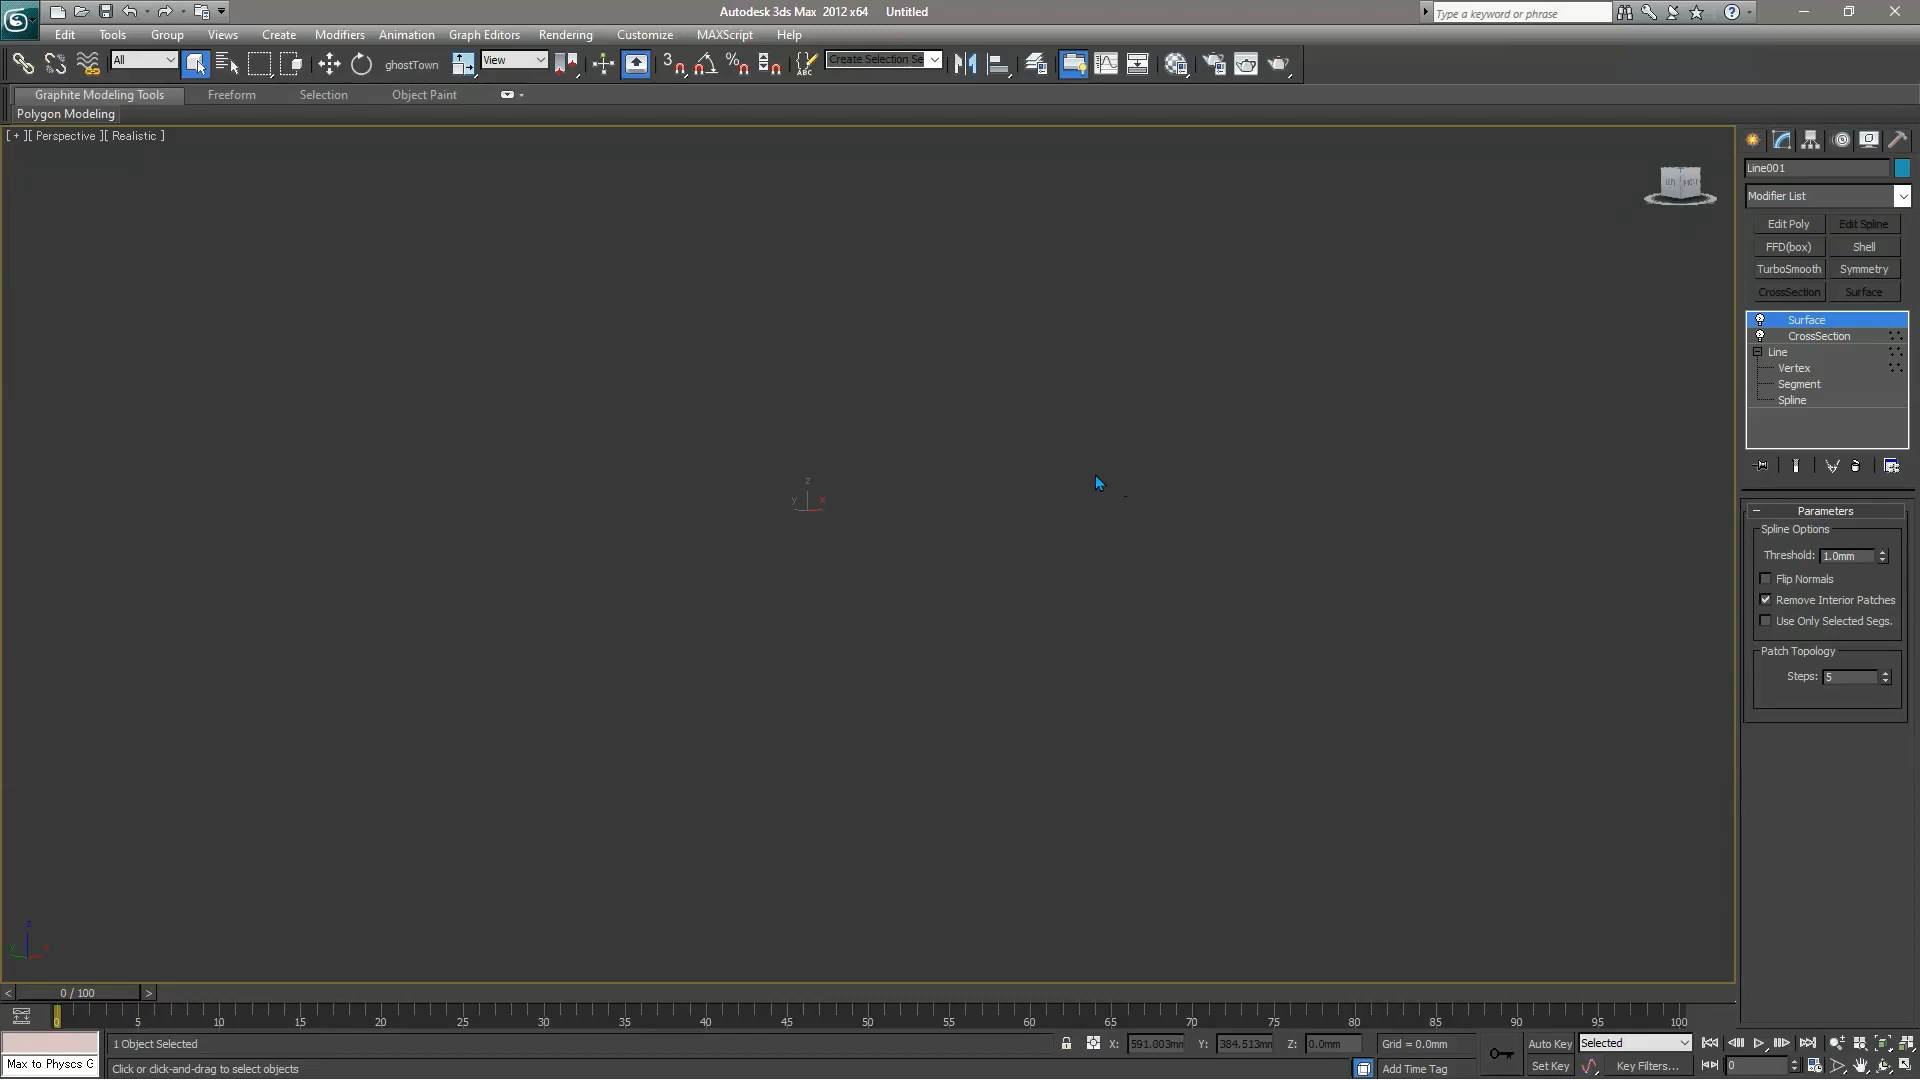 Autodesk 3ds Max 2012 x64 Untitled
Type a keyword or phrase
Edit Tools Group Views Create Modifiers Animation Graph Editors Rendering Customize MAXScript Help
All ghostTown View 3 % ABC Create Selection Se
Graphite Modeling Tools Freeform Selection Object Paint
Polygon Modeling
[ + ][ Perspective ][ Realistic ]
Line001
Modifier List
Edit Poly Edit Spline
FFD(box) Shell
TurboSmooth Symmetry
CrossSection Surface
Surface
CrossSection
Line
Vertex
Segment
Spline
z
y x
Parameters
Spline Options
Threshold: 1.0mm
Flip Normals
Remove Interior Patches
Use Only Selected Segs.
Patch Topology
Steps: 5
z
y x
< 0 / 100 >
0 5 10 15 20 25 30 35 40 45 50 55 60 65 70 75 80 85 90 95 100
1 Object Selected X: 591.003mm Y: 384.513mm Z: 0.0mm Grid = 0.0mm Auto Key Selected
Max to Physcs G Click or click-and-drag to select objects Add Time Tag Set Key Key Filters... 0